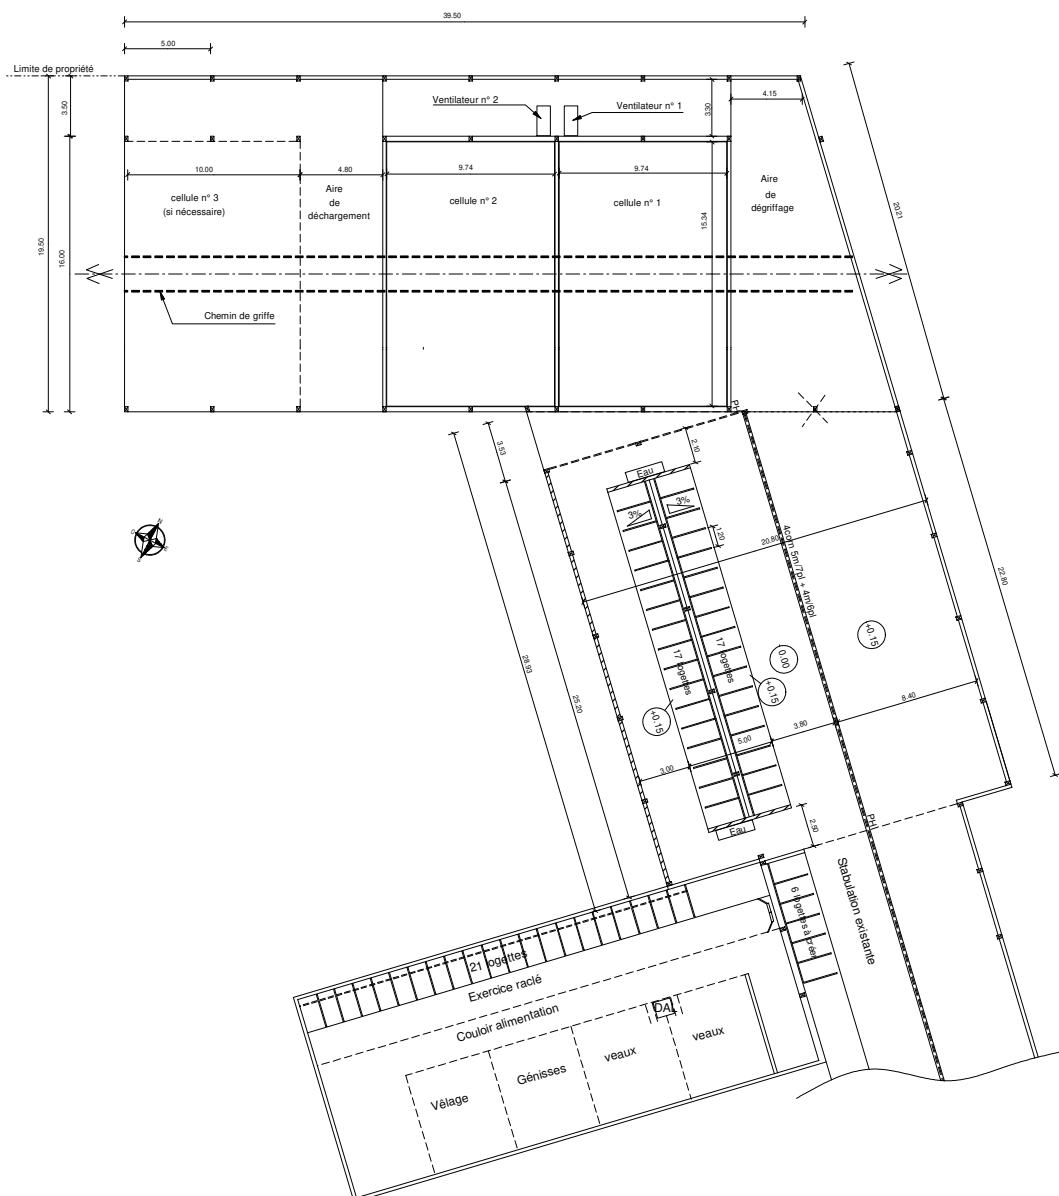 39.50
5.00
Limite de propriété
3.50
19.50
16.00
Ventilateur n° 2
Ventilateur n° 1
3.30
4.15
20.21
10.00
4.80
9.74
9.74
15.34
cellule n° 3
(si nécessaire)
Aire
de
déchargement
cellule n° 2
cellule n° 1
Aire
de
dégriffage
Chemin de griffe
PH
3.53
2.10
Eau
3%
3%
1.20
20.80
4corn 5m/7pl + 4m/6pl
22.80
28.93
25.20
17 logettes
17 logettes
0.00
+0.15
+0.15
+0.15
3.00
5.00
3.80
8.40
Eau
2.50
PH
Stabulation existante
6 logettes à créer
21 logettes
Exercice raclé
Couloir alimentation
DAL
veaux
veaux
Génisses
Vêlage